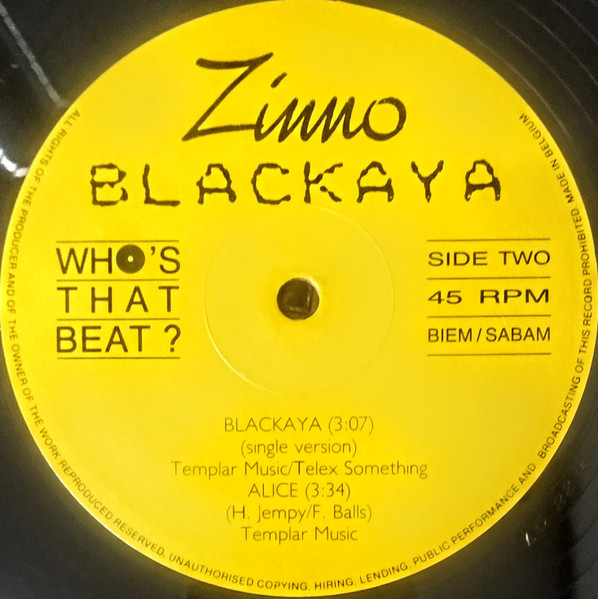 Zinno
BLACKAYA
WHO'S
THAT
BEAT ?
SIDE TWO
45 RPM
BIEM/SABAM
BLACKAYA (3:07)
(single version)
Templar Music/Telex Something
ALICE (3:34)
(H. Jempy/F. Balls)
Templar Music
ALL RIGHTS OF THE PRODUCER AND OF THE OWNER OF THE WORK REPRODUCED RESERVED. UNAUTHORISED COPYING, HIRING, LENDING, PUBLIC PERFORMANCE AND BROADCASTING OF THIS RECORD PROHIBITED. MADE IN BELGIUM.